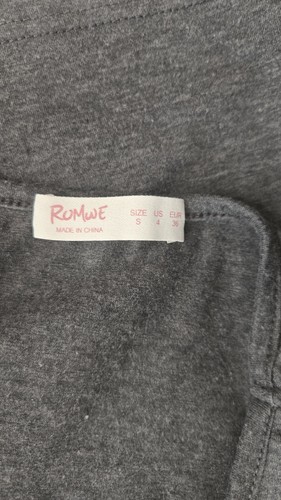 ROMWE
MADE IN CHINA
SIZE US EUR
S 4 36